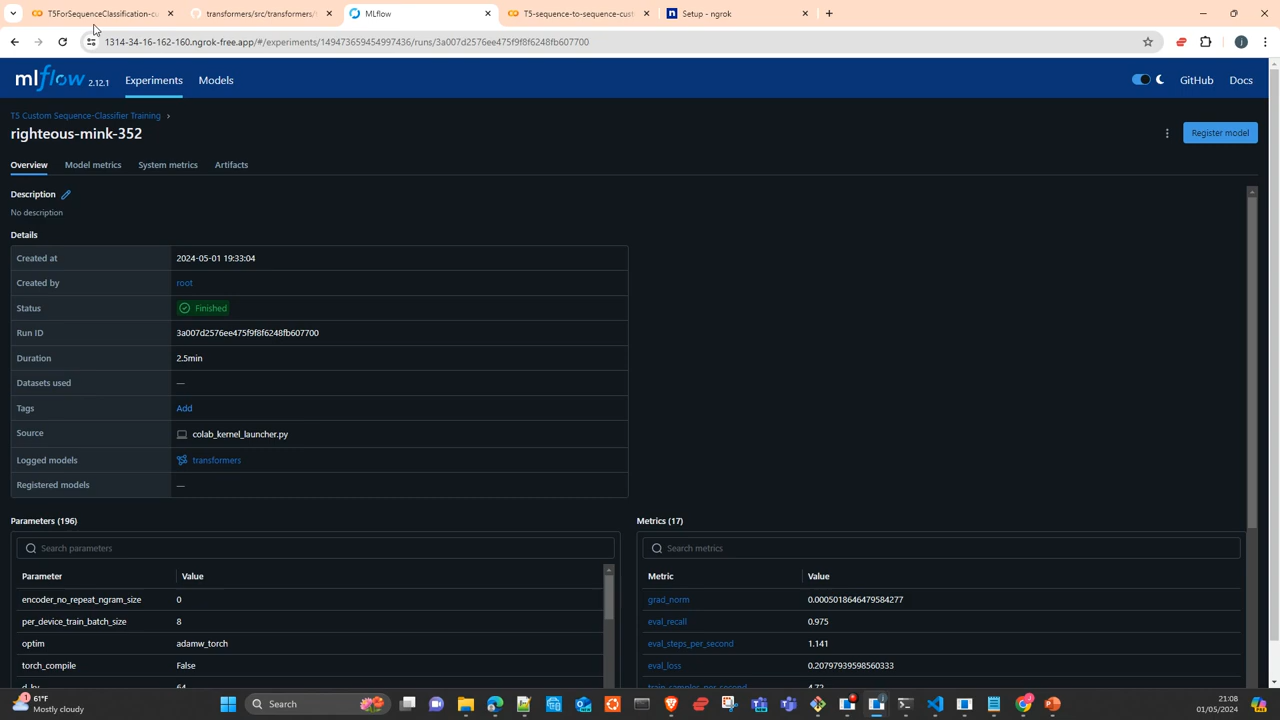 T5ForSequenceClassification-cu
transformers/src/transformers/t
MLflow
T5-sequence-to-sequence-custo
Setup - ngrok
1314-34-16-162-160.ngrok-free.app/#/experiments/149473659454997436/runs/3a007d2576ee475f9f8f6248fb607700
mlflow 2.12.1 Experiments Models GitHub Docs
T5 Custom Sequence-Classifier Training
righteous-mink-352
Register model
Overview Model metrics System metrics Artifacts
Description
No description
Details
Created at 2024-05-01 19:33:04
Created by root
Status Finished
Run ID 3a007d2576ee475f9f8f6248fb607700
Duration 2.5min
Datasets used —
Tags Add
Source colab_kernel_launcher.py
Logged models transformers
Registered models —
Parameters (196) Metrics (17)
Search parameters Search metrics
Parameter Value Metric Value
encoder_no_repeat_ngram_size 0 grad_norm 0.0005018646479584277
per_device_train_batch_size 8 eval_recall 0.975
optim adamw_torch eval_steps_per_second 1.141
torch_compile False eval_loss 0.20797939598560333
d_kv 64 train_samples_per_second 4.72
61°F
Mostly cloudy
Search
21:08
01/05/2024